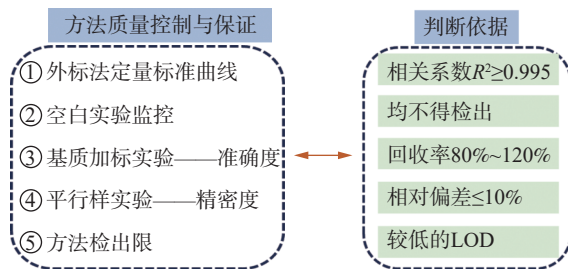 方法质量控制与保证
判断依据
①外标法定量标准曲线
相关系数R²≥0.995
②空白实验监控
均不得检出
③基质加标实验——准确度
回收率80%~120%
④平行样实验——精密度
相对偏差≤10%
⑤方法检出限
较低的LOD